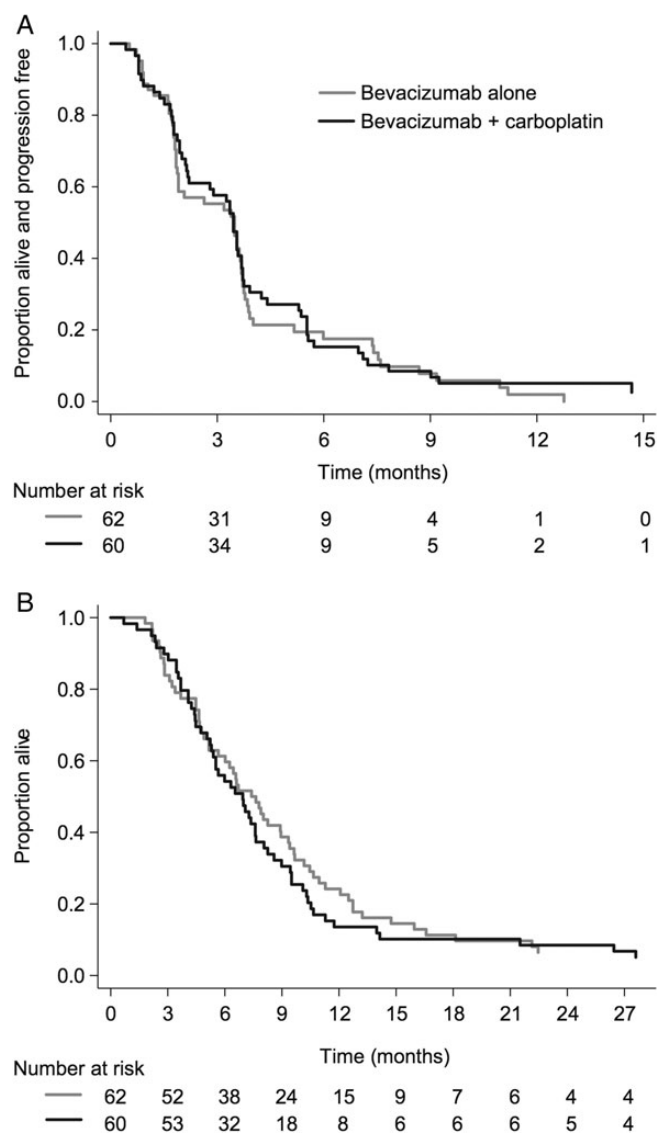 A
Proportion alive and progression free
1.0
0.8
0.6
0.4
0.2
0.0
Bevacizumab alone
Bevacizumab + carboplatin
0 3 6 9 12 15
Time (months)
Number at risk
62 31 9 4 1 0
60 34 9 5 2 1
B
Proportion alive
1.0
0.8
0.6
0.4
0.2
0.0
0 3 6 9 12 15 18 21 24 27
Time (months)
Number at risk
62 52 38 24 15 9 7 6 4 4
60 53 32 18 8 6 6 6 5 4